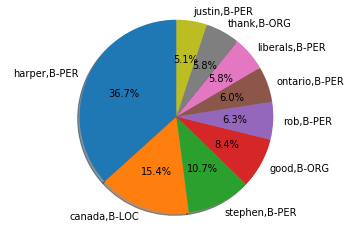 justin,B-PER
thank,B-ORG
liberals,B-PER
ontario,B-PER
rob,B-PER
good,B-ORG
stephen,B-PER
canada,B-LOC
harper,B-PER
5.1%
5.8%
5.8%
6.0%
6.3%
8.4%
10.7%
15.4%
36.7%